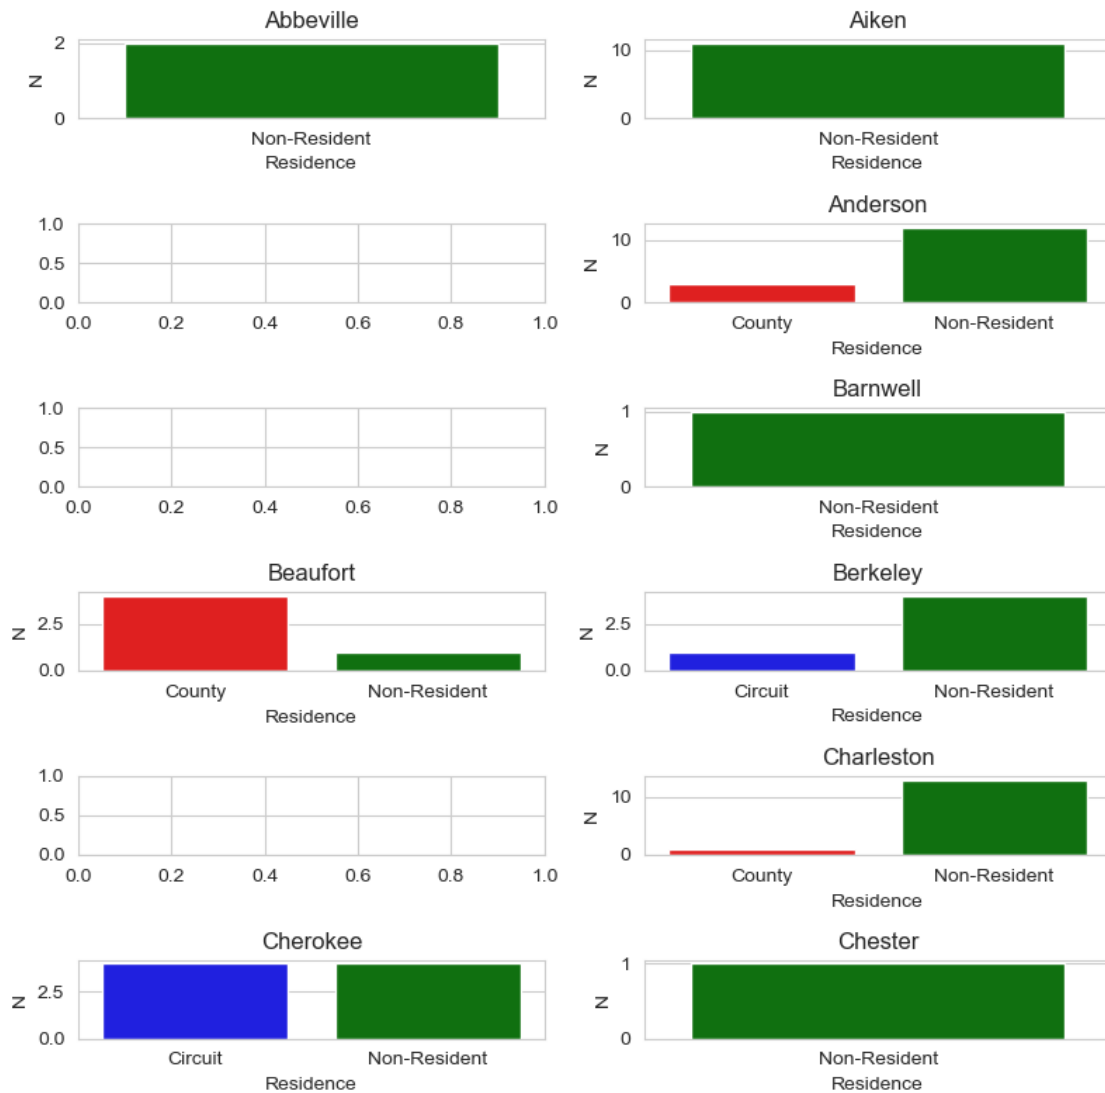 Abbeville
2
0
N
Non-Resident
Residence
Aiken
10
0
N
Non-Resident
Residence
1.0
0.5
0.0
0.0 0.2 0.4 0.6 0.8 1.0
Anderson
10
0
N
County Non-Resident
Residence
1.0
0.5
0.0
0.0 0.2 0.4 0.6 0.8 1.0
Barnwell
1
0
N
Non-Resident
Residence
Beaufort
2.5
0.0
N
County Non-Resident
Residence
Berkeley
2.5
0.0
N
Circuit Non-Resident
Residence
1.0
0.5
0.0
0.0 0.2 0.4 0.6 0.8 1.0
Charleston
10
0
N
County Non-Resident
Residence
Cherokee
2.5
0.0
N
Circuit Non-Resident
Residence
Chester
1
0
N
Non-Resident
Residence